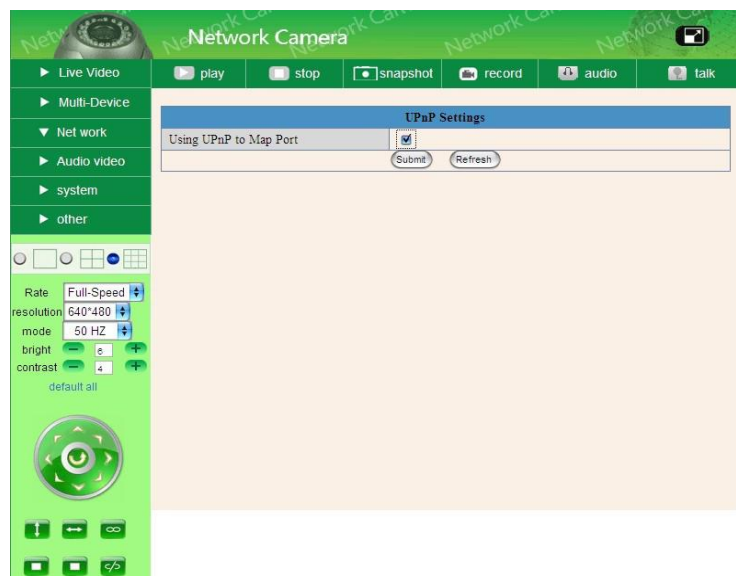 Network Camera
Live Video
play
stop
snapshot
record
audio
talk
Multi-Device
Net work
Audio video
system
other
UPnP Settings
Using UPnP to Map Port
Submit
Refresh
Rate
Full-Speed
resolution
640*480
mode
50 HZ
bright
6
contrast
4
default all